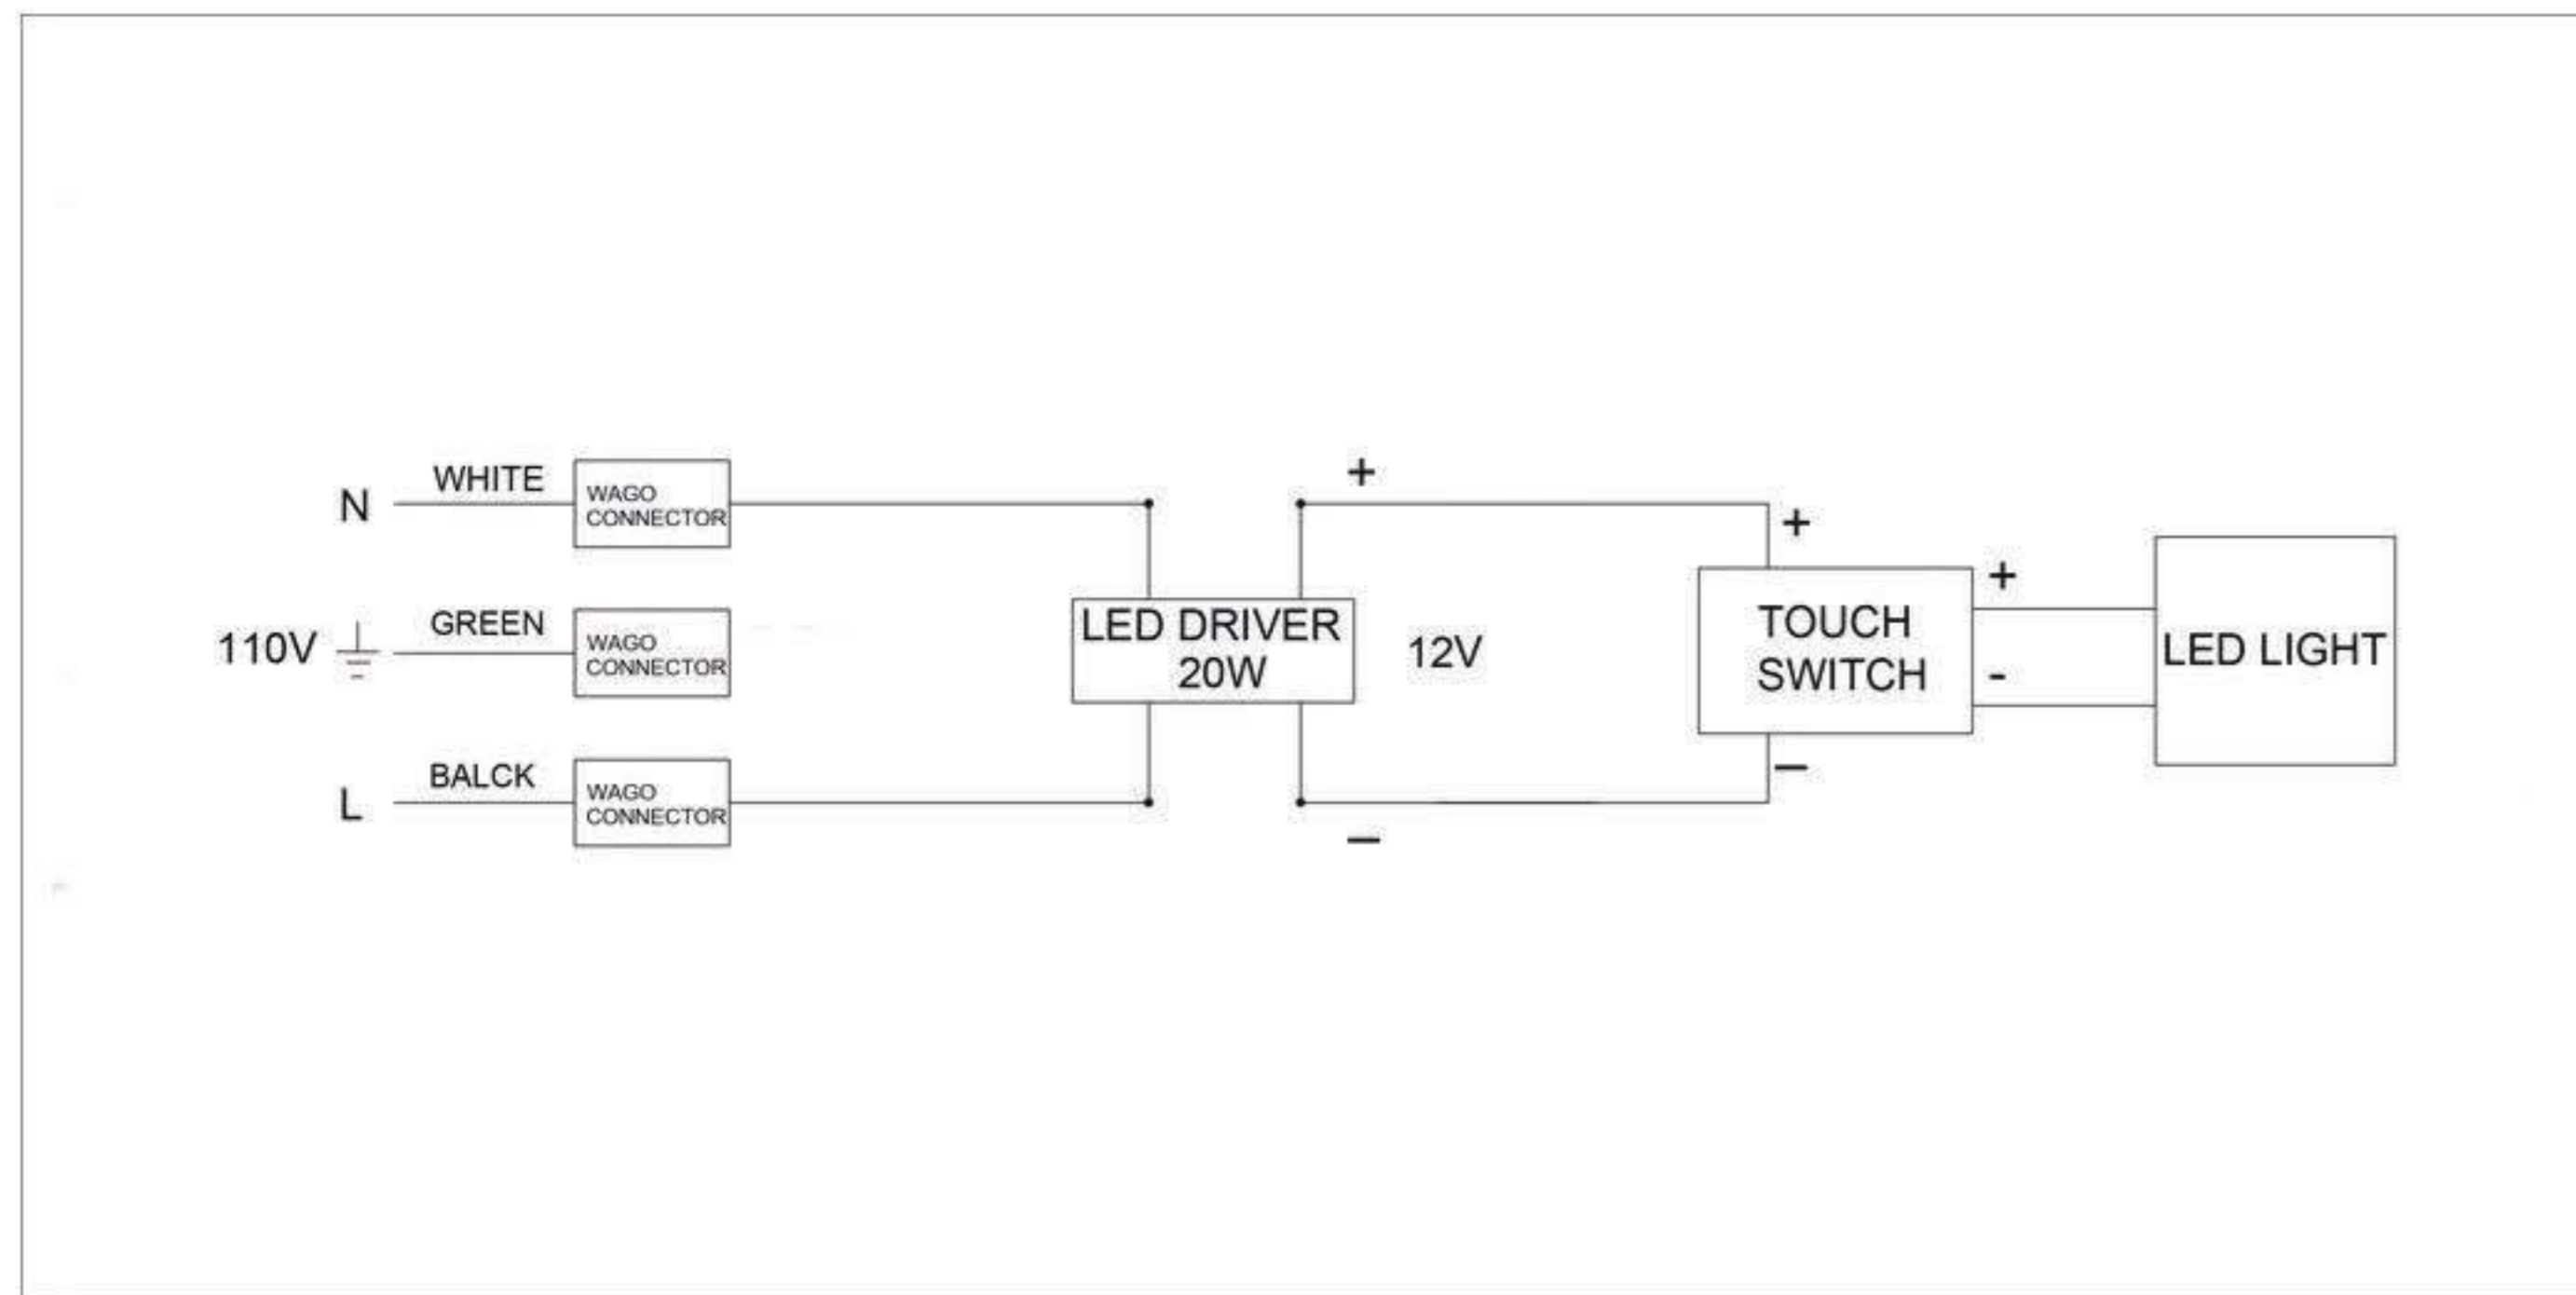 N
WHITE
WAGO
CONNECTOR
110V
GREEN
WAGO
CONNECTOR
L
BALCK
WAGO
CONNECTOR
LED DRIVER
20W
+
12V
−
+
TOUCH
SWITCH
−
+
-
LED LIGHT